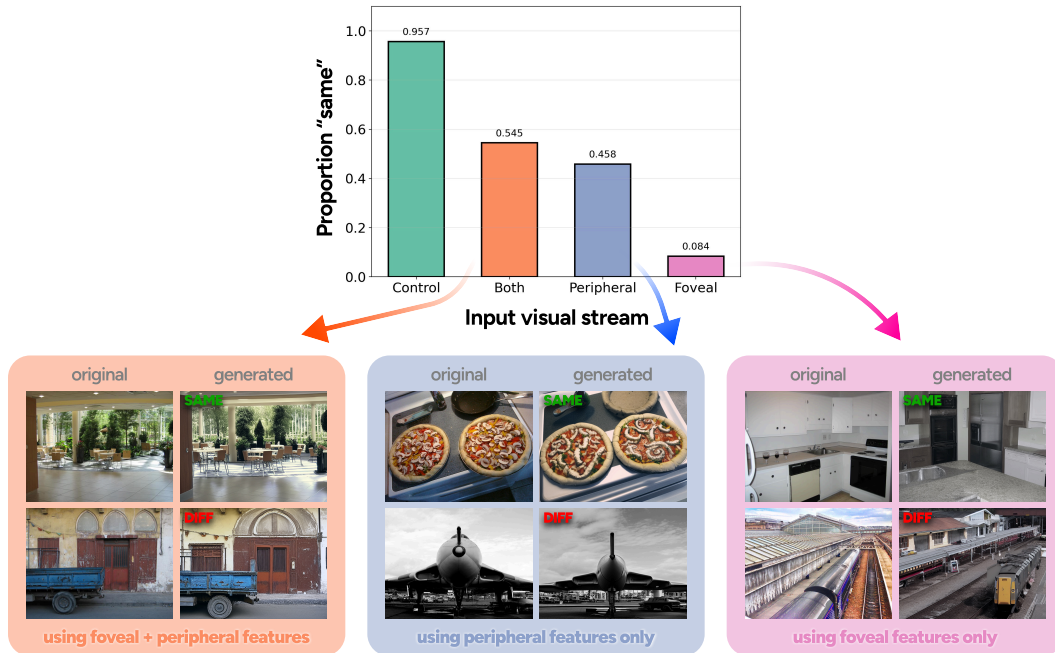 Proportion “same”
1.0
0.8
0.6
0.4
0.2
0.0
0.957
0.545
0.458
0.084
Control Both Peripheral Foveal
Input visual stream
original generated
SAME
DIFF
using foveal + peripheral features
original generated
SAME
DIFF
using peripheral features only
original generated
SAME
DIFF
using foveal features only